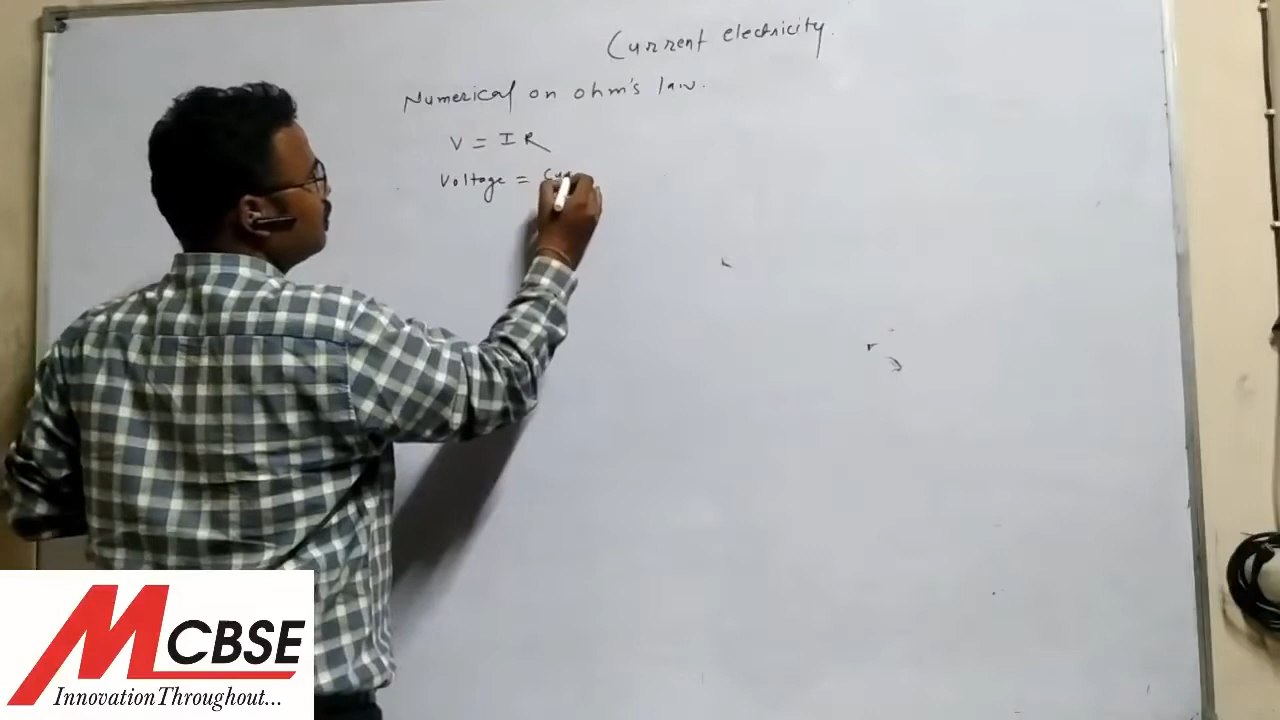 Current electricity.
Numerical on ohm's law.
V = IR
Voltage =
MCBSE
Innovation Throughout...